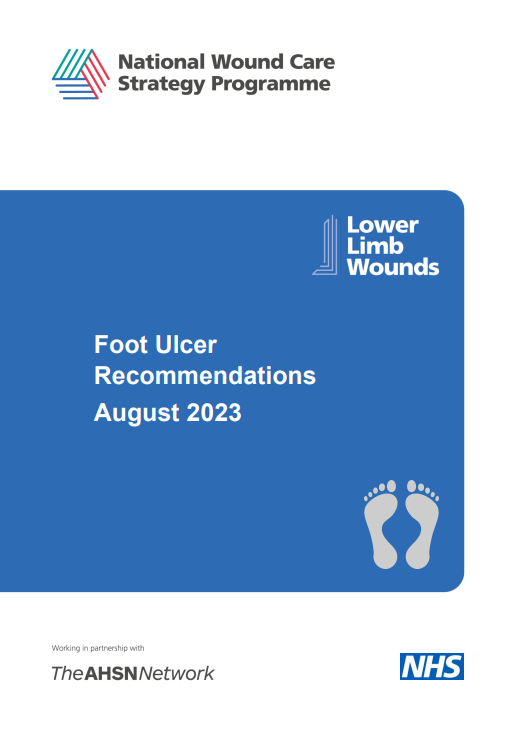 National Wound Care
Strategy Programme
Lower
Limb
Wounds
Foot Ulcer
Recommendations
August 2023
Working in partnership with
TheAHSNNetwork
NHS